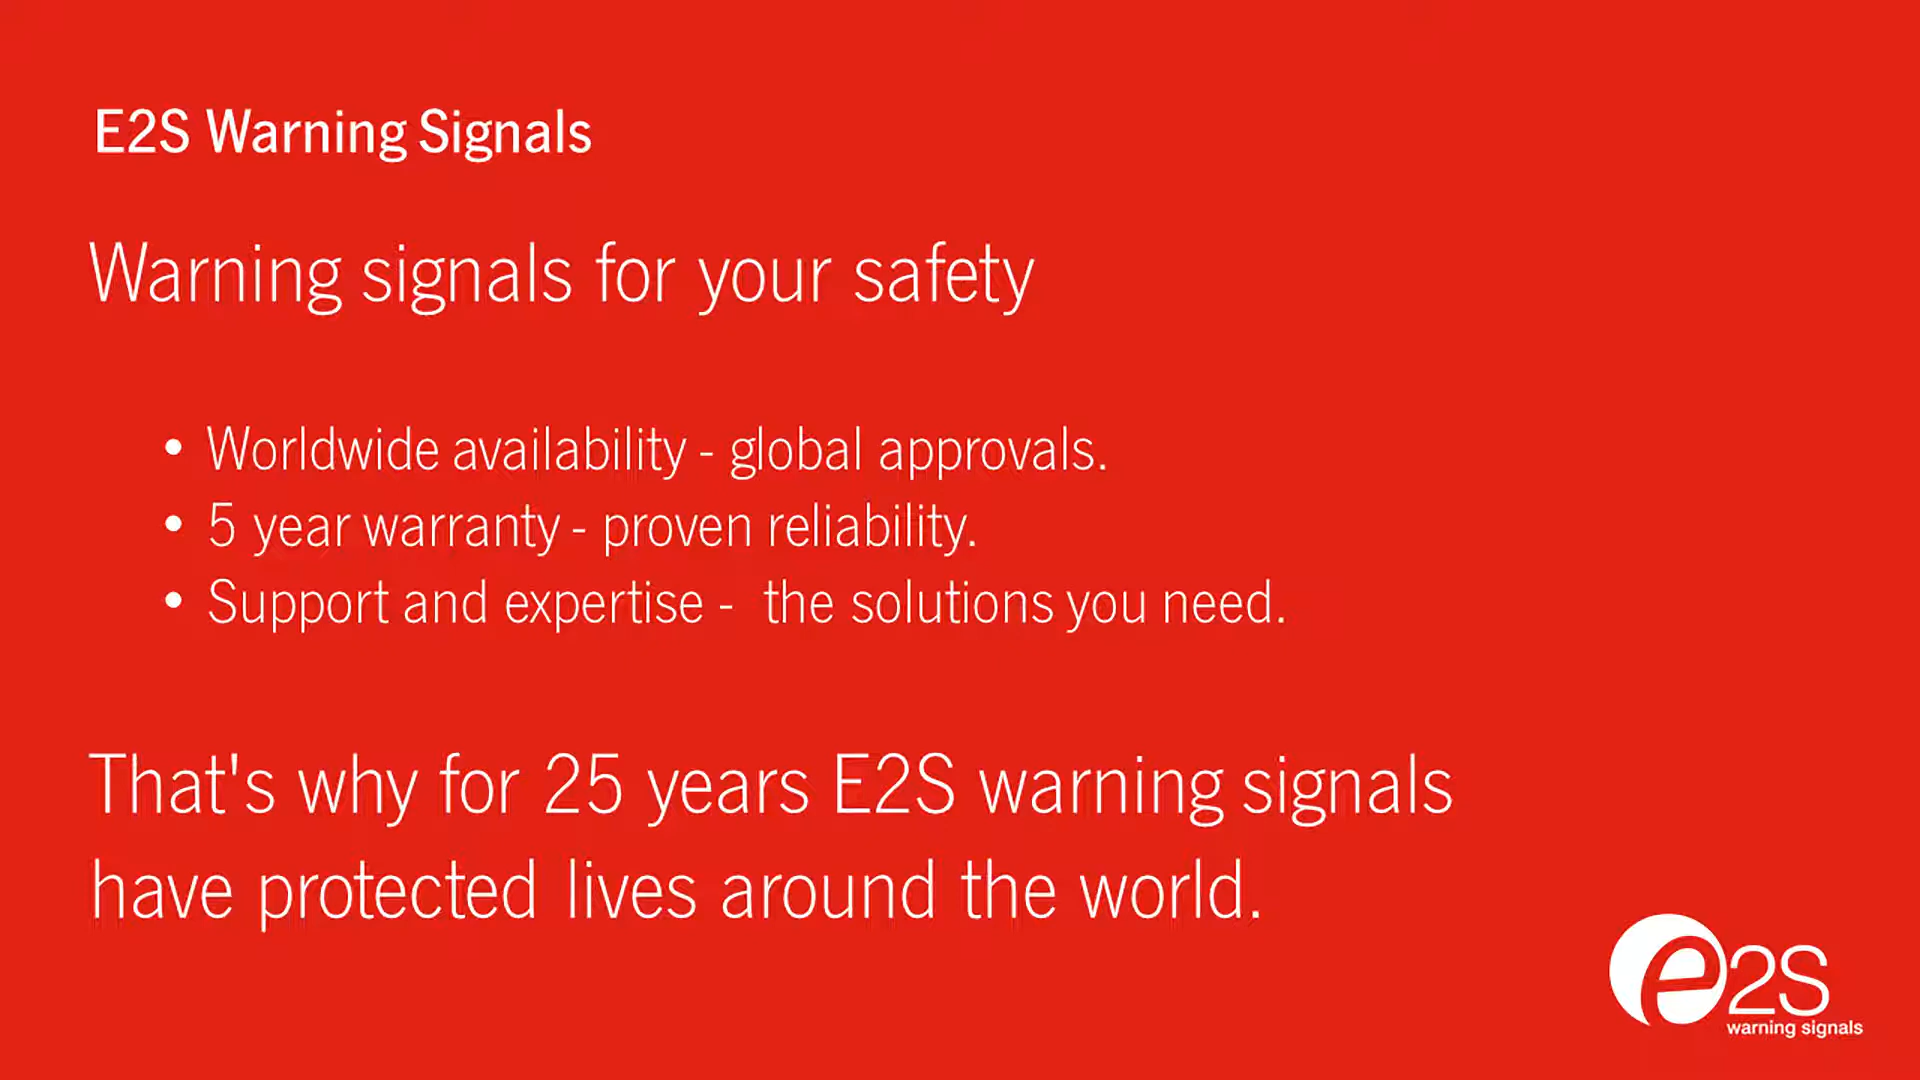 E2S Warning Signals
Warning signals for your safety
• Worldwide availability - global approvals.
• 5 year warranty - proven reliability.
• Support and expertise -  the solutions you need.
That's why for 25 years E2S warning signals
have protected lives around the world.
e2S
warning signals